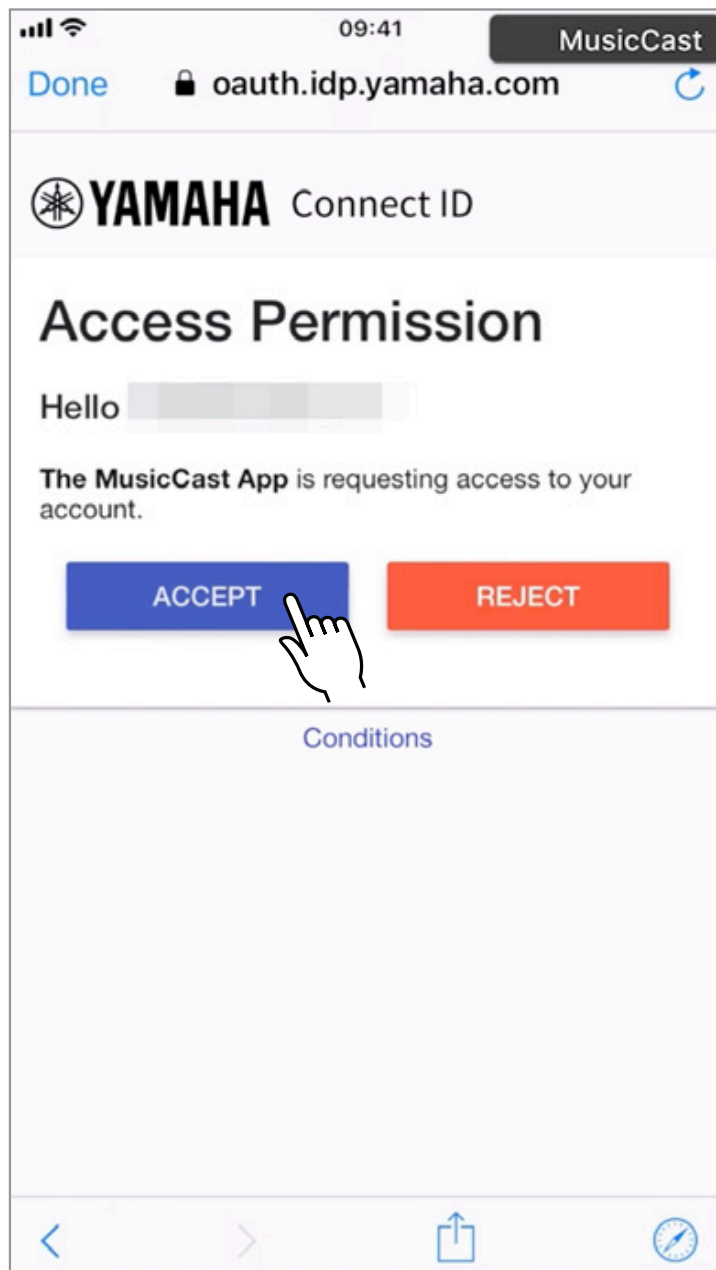 09:41
MusicCast
Done oauth.idp.yamaha.com
YAMAHA Connect ID
Access Permission
Hello
The MusicCast App is requesting access to your
account.
ACCEPT REJECT
Conditions